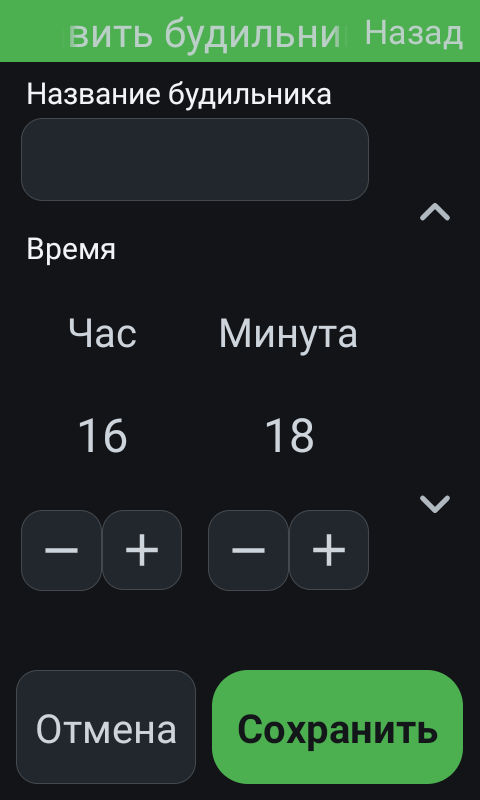 вить будильни Назад
Название будильника
Время
Час Минута
16 18
− + − +
Отмена Сохранить